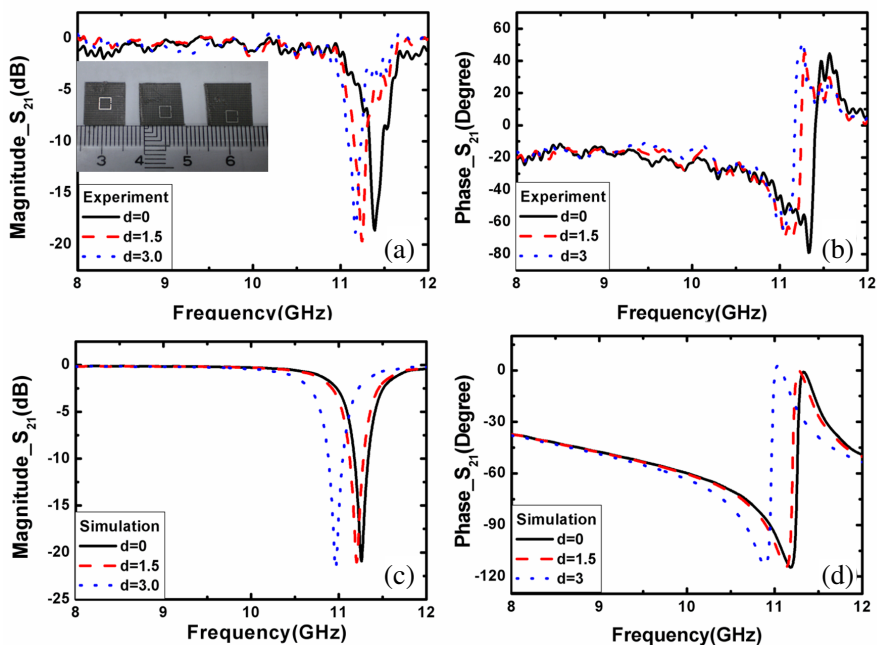 0
-5
-10
-15
-20
Magnitude_S21(dB)
3 4 5 6
Experiment
d=0
d=1.5
d=3.0
(a)
8 9 10 11 12
Frequency(GHz)
60
40
20
0
-20
-40
-60
-80
Phase_S21(Degree)
Experiment
d=0
d=1.5
d=3
(b)
8 9 10 11 12
Frequency(GHz)
0
-5
-10
-15
-20
-25
Magnitude_S21(dB)
Simulation
d=0
d=1.5
d=3.0
(c)
8 9 10 11 12
Frequency(GHz)
30
0
-30
-60
-90
-120
Phase_S21(Degree)
Simulation
d=0
d=1.5
d=3
(d)
8 9 10 11 12
Frequency(GHz)